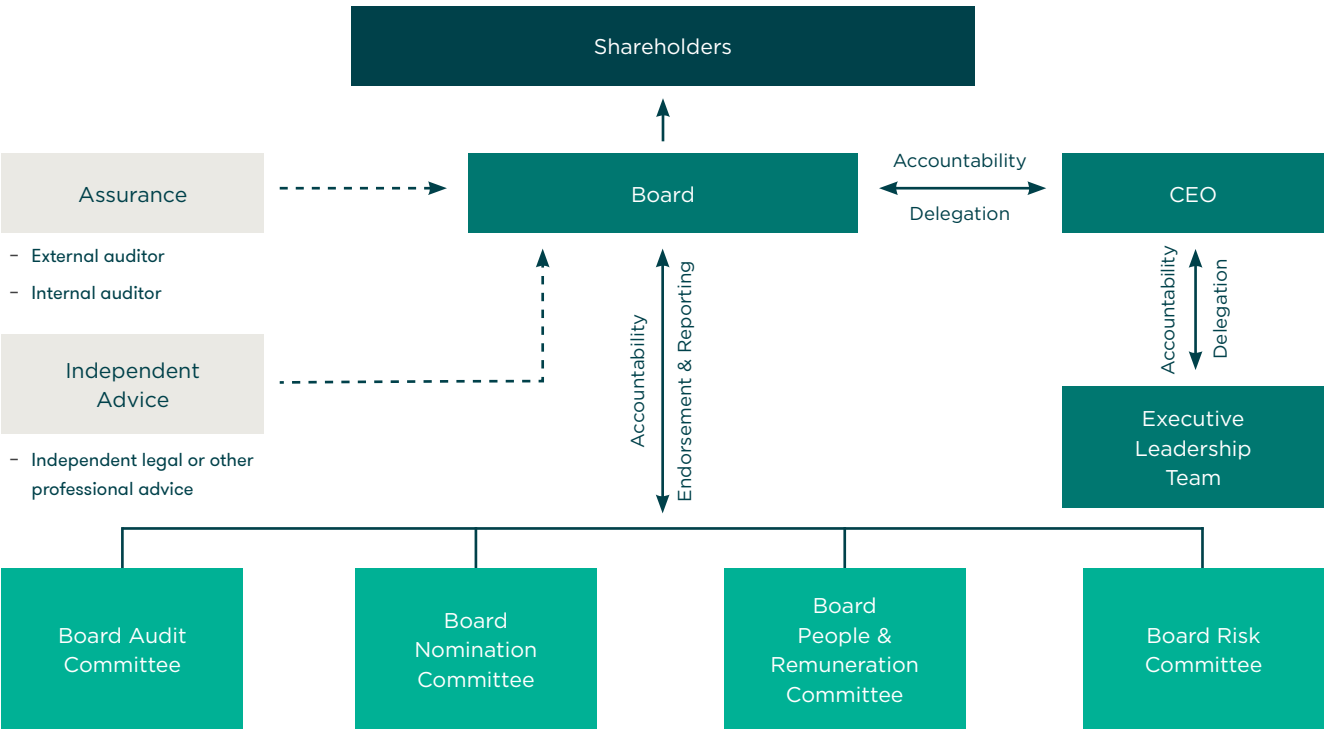 Shareholders
Assurance
Board
Accountability
Delegation
CEO
– External auditor
– Internal auditor
Independent
Advice
– Independent legal or other
professional advice
Accountability
Endorsement & Reporting
Accountability
Delegation
Executive
Leadership
Team
Board Audit
Committee
Board
Nomination
Committee
Board
People &
Remuneration
Committee
Board Risk
Committee